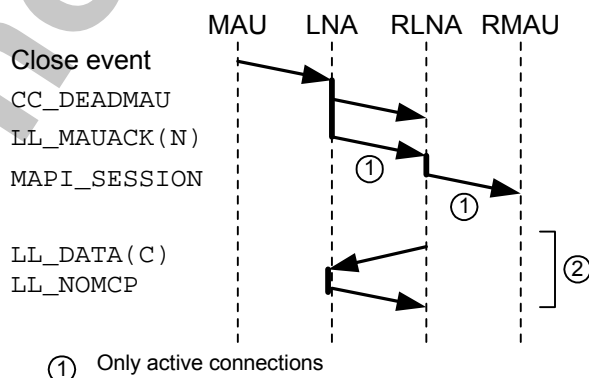 MAU LNA RLNA RMAU
Close event
CC_DEADMAU
LL_MAUACK(N)
① 
MAPI_SESSION
①
LL_DATA(C)
②
LL_NOMCP
① Only active connections